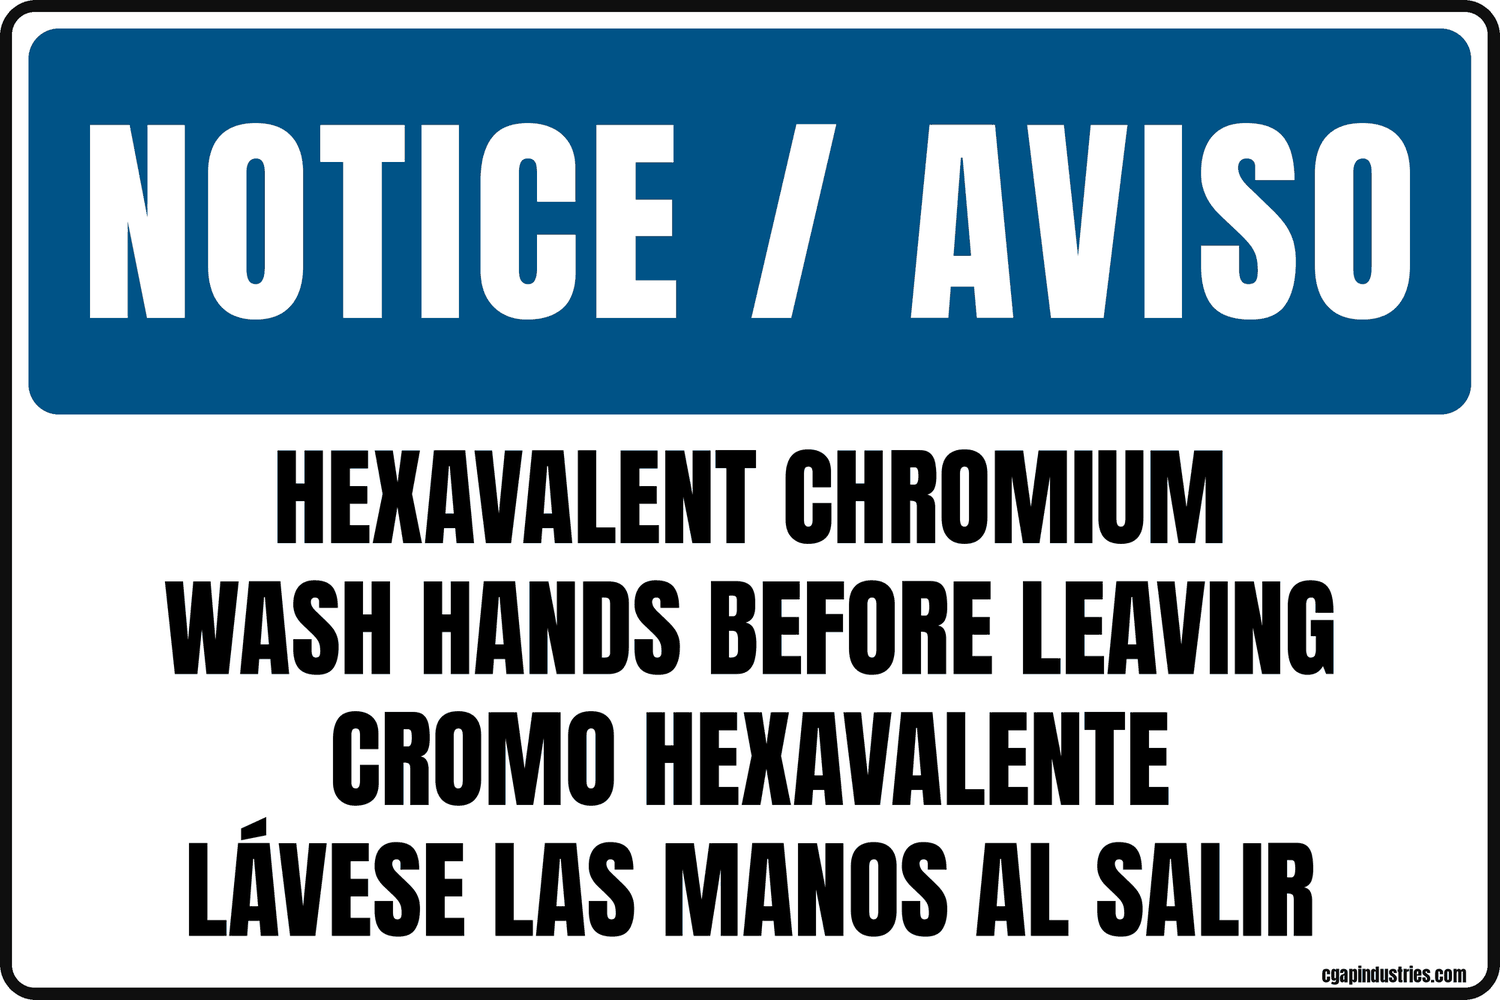 NOTICE / AVISO
HEXAVALENT CHROMIUM
WASH HANDS BEFORE LEAVING
CROMO HEXAVALENTE
LÁVESE LAS MANOS AL SALIR
cgapindustries.com